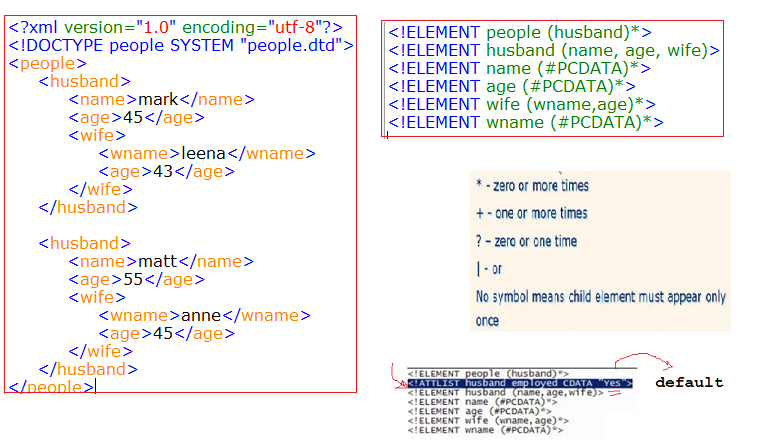 <?xml version="1.0" encoding="utf-8"?>
<!DOCTYPE people SYSTEM "people.dtd">
<people>
<husband>
<name>mark</name>
<age>45</age>
<wife>
<wname>leena</wname>
<age>43</age>
</wife>
</husband>
<husband>
<name>matt</name>
<age>55</age>
<wife>
<wname>anne</wname>
<age>45</age>
</wife>
</husband>
</people>
<!ELEMENT people (husband)*>
<!ELEMENT husband (name, age, wife)>
<!ELEMENT name (#PCDATA)*>
<!ELEMENT age (#PCDATA)*>
<!ELEMENT wife (wname,age)*>
<!ELEMENT wname (#PCDATA)*>
* - zero or more times
+ - one or more times
? - zero or one time
| - or
No symbol means child element must appear only
once
<!ELEMENT people (husband)*>
<!ATTLIST husband employed CDATA "Yes">
<!ELEMENT husband (name,age,wife)>
<!ELEMENT name (#PCDATA)*>
<!ELEMENT age (#PCDATA)*>
<!ELEMENT wife (wname,age)*>
<!ELEMENT wname (#PCDATA)*>
default